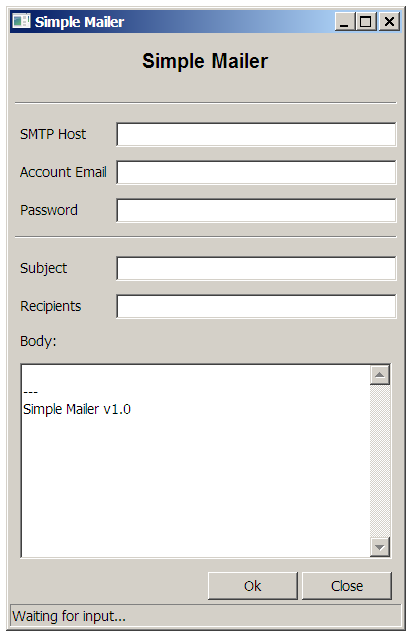 Simple Mailer
Simple Mailer
SMTP Host
Account Email
Password
Subject
Recipients
Body:
---
Simple Mailer v1.0
Ok Close
Waiting for input...